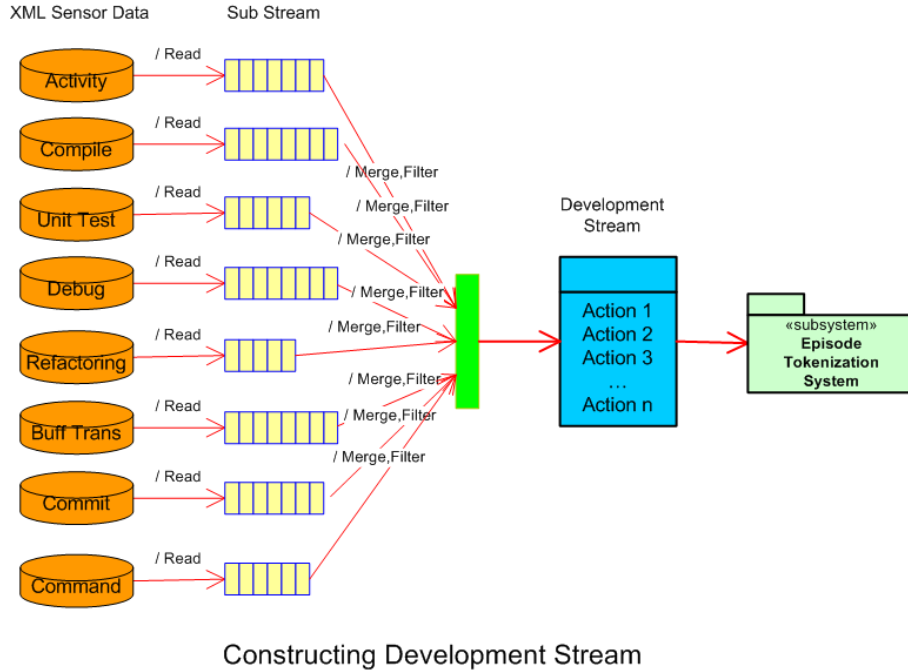 XML Sensor Data
Sub Stream
/ Read
Activity
/ Read
Compile
/ Merge,Filter
/ Read
Unit Test
/ Merge,Filter
/ Merge,Filter
Development
Stream
/ Read
Debug
/ Merge,Filter
/ Read
Refactoring
/ Merge,Filter
Action 1
Action 2
Action 3
...
Action n
«subsystem»
Episode
Tokenization
System
/ Read
Buff Trans
/ Merge,Filter
/ Merge,Filter
/ Read
Commit
/ Merge,Filter
/ Read
Command
Constructing Development Stream